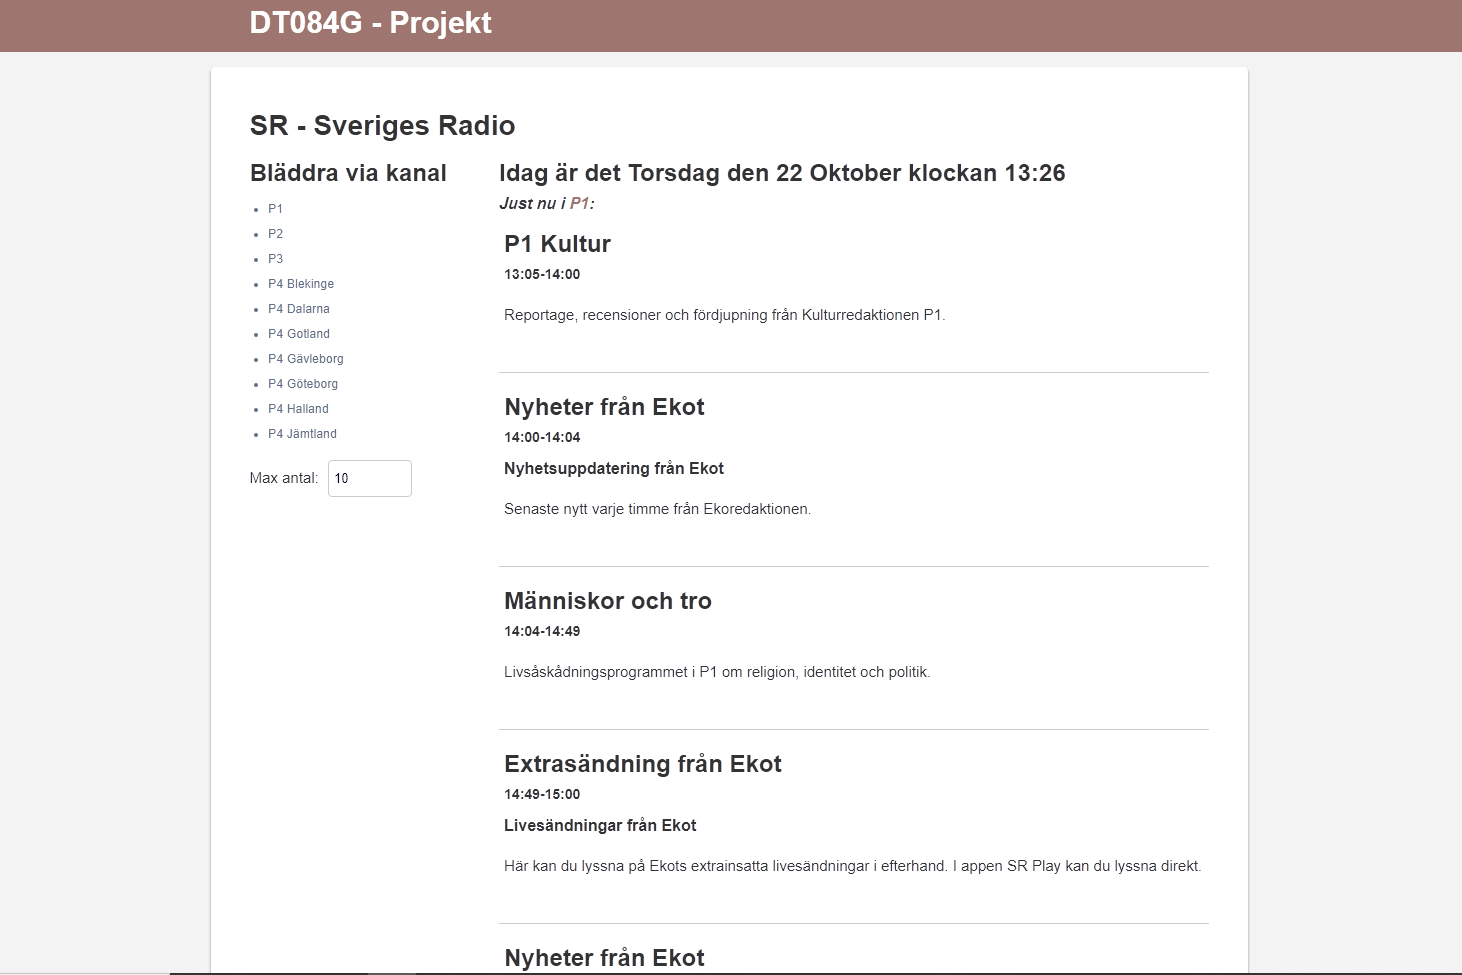 DT084G - Projekt
SR - Sveriges Radio
Bläddra via kanal
P1
P2
P3
P4 Blekinge
P4 Dalarna
P4 Gotland
P4 Gävleborg
P4 Göteborg
P4 Halland
P4 Jämtland
Max antal: 10
Idag är det Torsdag den 22 Oktober klockan 13:26
Just nu i P1:
P1 Kultur
13:05-14:00
Reportage, recensioner och fördjupning från Kulturredaktionen P1.
Nyheter från Ekot
14:00-14:04
Nyhetsuppdatering från Ekot
Senaste nytt varje timme från Ekoredaktionen.
Människor och tro
14:04-14:49
Livsåskådningsprogrammet i P1 om religion, identitet och politik.
Extrasändning från Ekot
14:49-15:00
Livesändningar från Ekot
Här kan du lyssna på Ekots extrainsatta livesändningar i efterhand. I appen SR Play kan du lyssna direkt.
Nyheter från Ekot